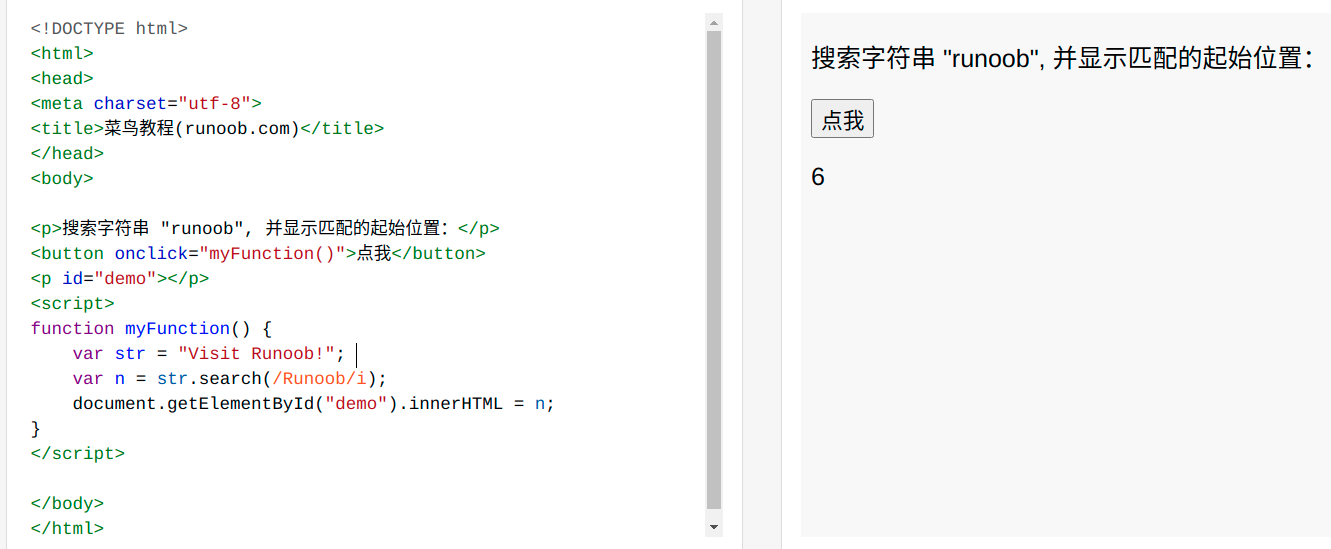 <!DOCTYPE html>
<html>
<head>
<meta charset="utf-8">
<title>菜鸟教程(runoob.com)</title>
</head>
<body>
<p>搜索字符串 "runoob", 并显示匹配的起始位置：</p>
<button onclick="myFunction()">点我</button>
<p id="demo"></p>
<script>
function myFunction() {
    var str = "Visit Runoob!";
    var n = str.search(/Runoob/i);
    document.getElementById("demo").innerHTML = n;
}
</script>
</body>
</html>
搜索字符串 "runoob", 并显示匹配的起始位置：
点我
6